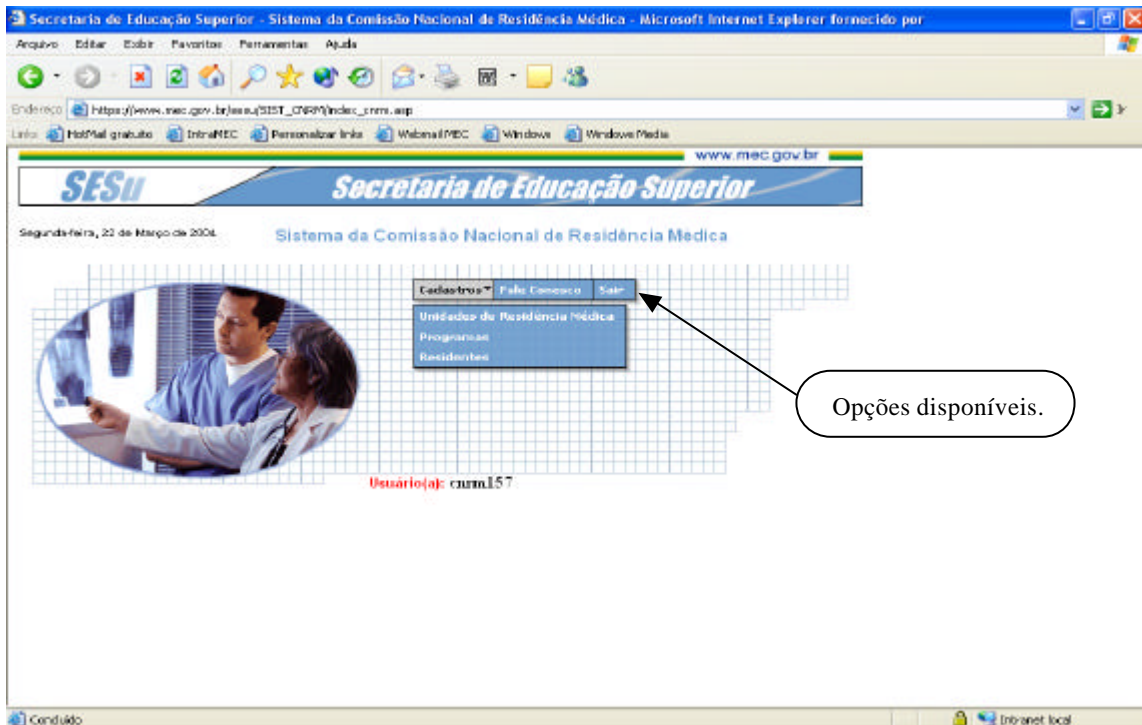 Secretaria de Educação Superior - Sistema da Comissão Nacional de Residência Médica - Microsoft Internet Explorer fornecido por
Arquivo Editar Exibir Favoritos Ferramentas Ajuda
Endereço https://www.mec.gov.br/sesu/SIST_CNRM/index_cnrm.asp
Links HotMail gratuito IntraMEC Personalizar links Webmail MEC Windows Windows Media
www.mec.gov.br
SESu Secretaria de Educação Superior
Segunda-feira, 22 de Março de 2004.
Sistema da Comissão Nacional de Residência Médica
Cadastros Fale Conosco Sair
Unidades de Residência Médica
Programas
Residentes
Opções disponíveis.
Usuário(a): cnrm157
Concluído Intranet local